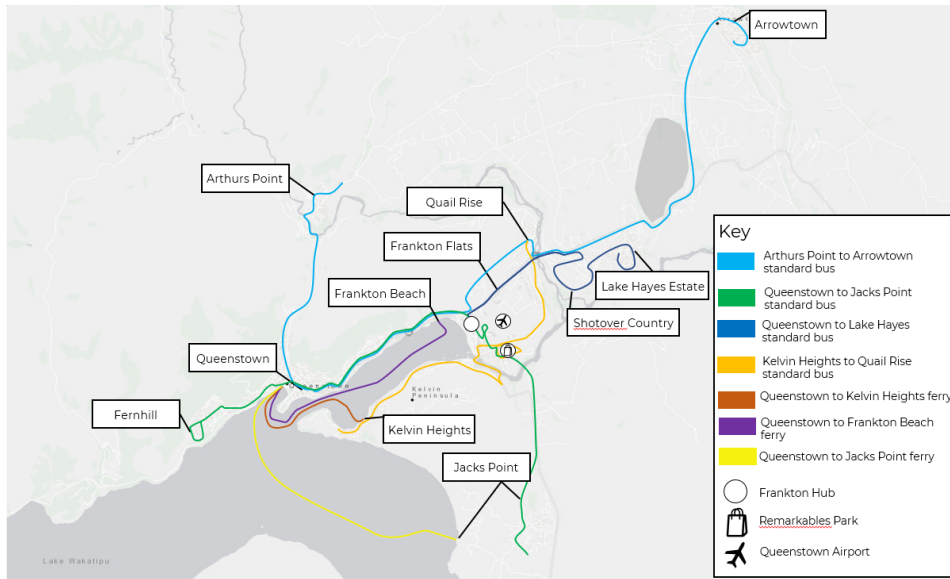 Arrowtown
Arthurs Point
Quail Rise
Frankton Flats
Frankton Beach
Lake Hayes Estate
Shotover Country
Queenstown
Fernhill
Kelvin
Peninsula
Kelvin Heights
Jacks Point
Lake Wakatipu
Key
Arthurs Point to Arrowtown
standard bus
Queenstown to Jacks Point
standard bus
Queenstown to Lake Hayes
standard bus
Kelvin Heights to Quail Rise
standard bus
Queenstown to Kelvin Heights ferry
Queenstown to Frankton Beach
ferry
Queenstown to Jacks Point ferry
Frankton Hub
Remarkables Park
Queenstown Airport